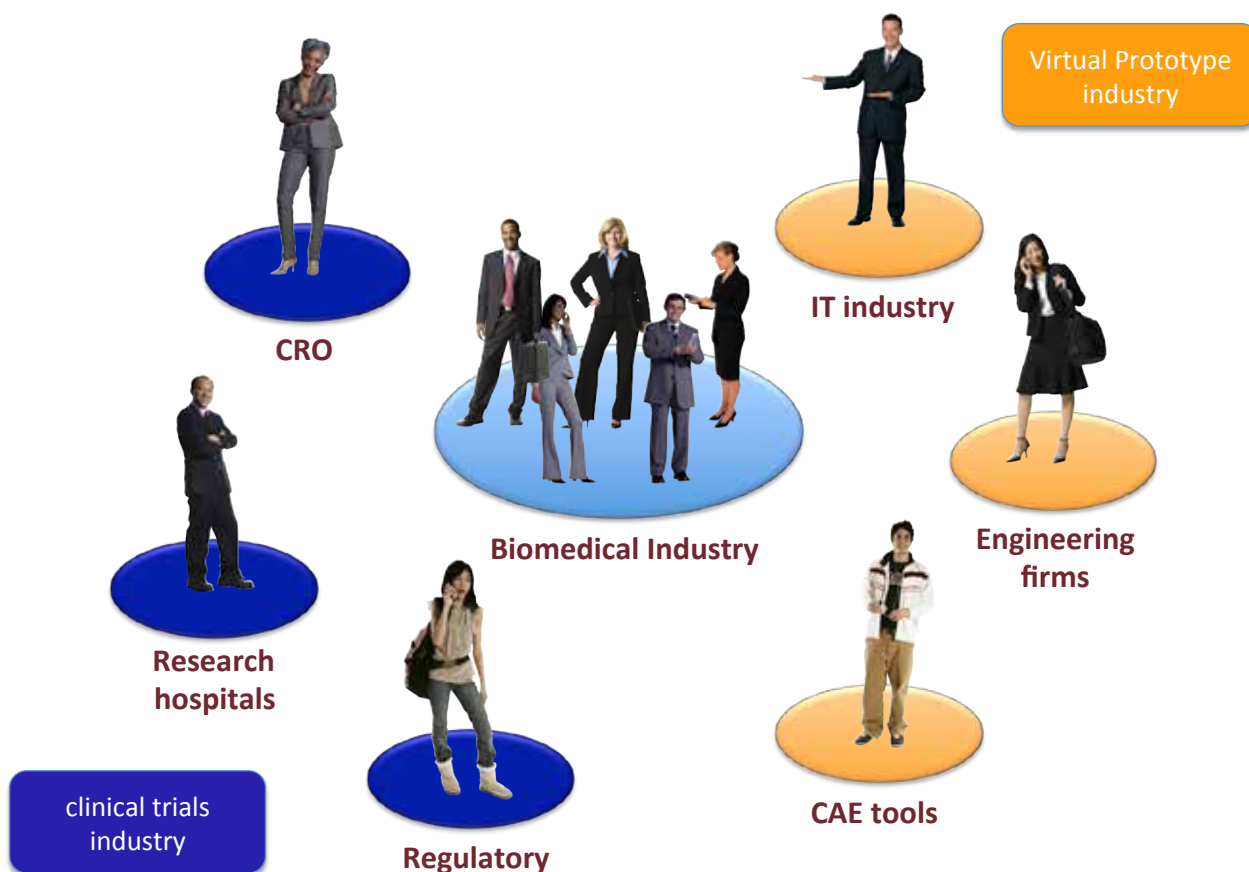 Virtual Prototype
industry
IT industry
CRO
Biomedical Industry
Engineering
firms
Research
hospitals
CAE tools
clinical trials
industry
Regulatory